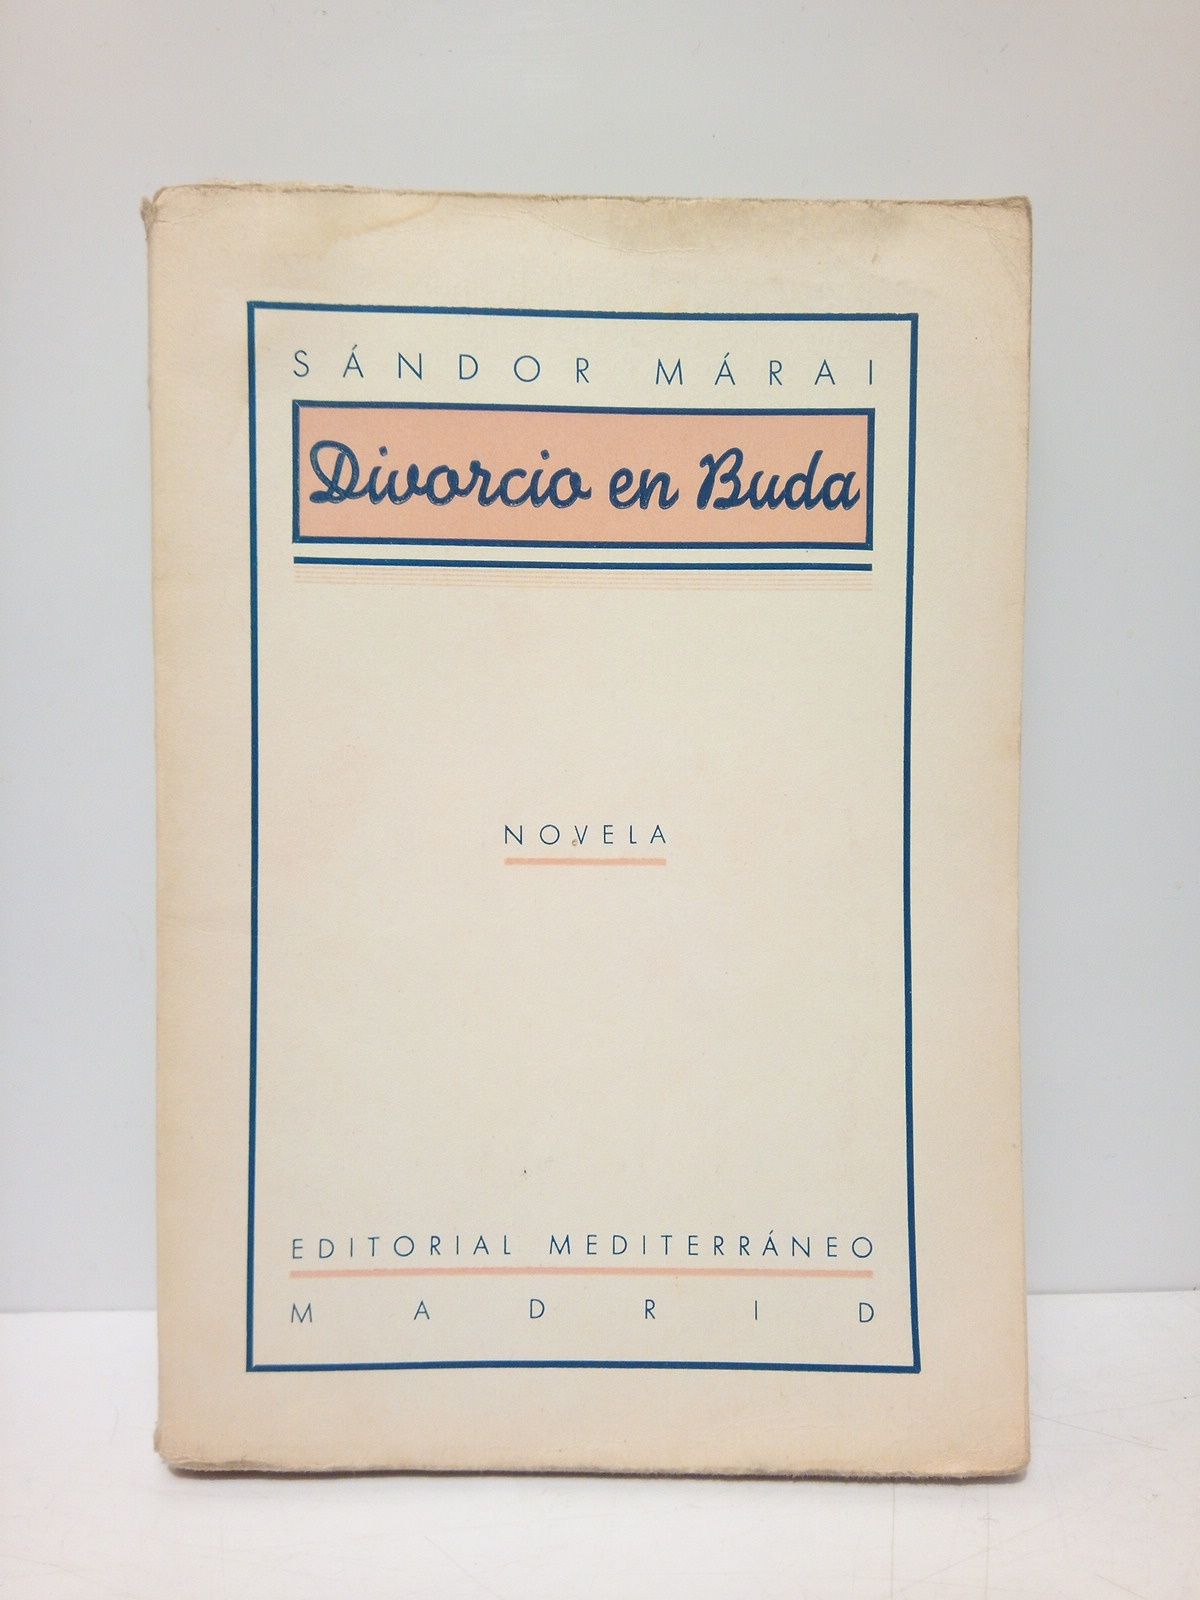 SÁNDOR MÁRAI
Divorcio en Buda
NOVELA
EDITORIAL MEDITERRÁNEO
MADRID